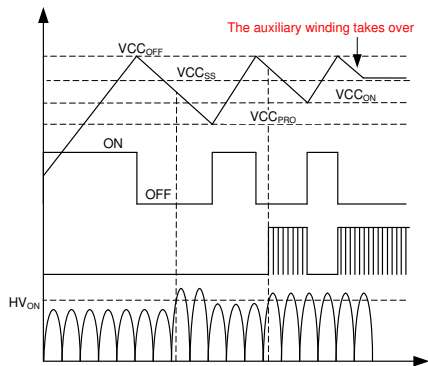 The auxiliary winding takes over
VCCOFF
VCCSS
VCCON
VCCPRO
ON
OFF
HVON